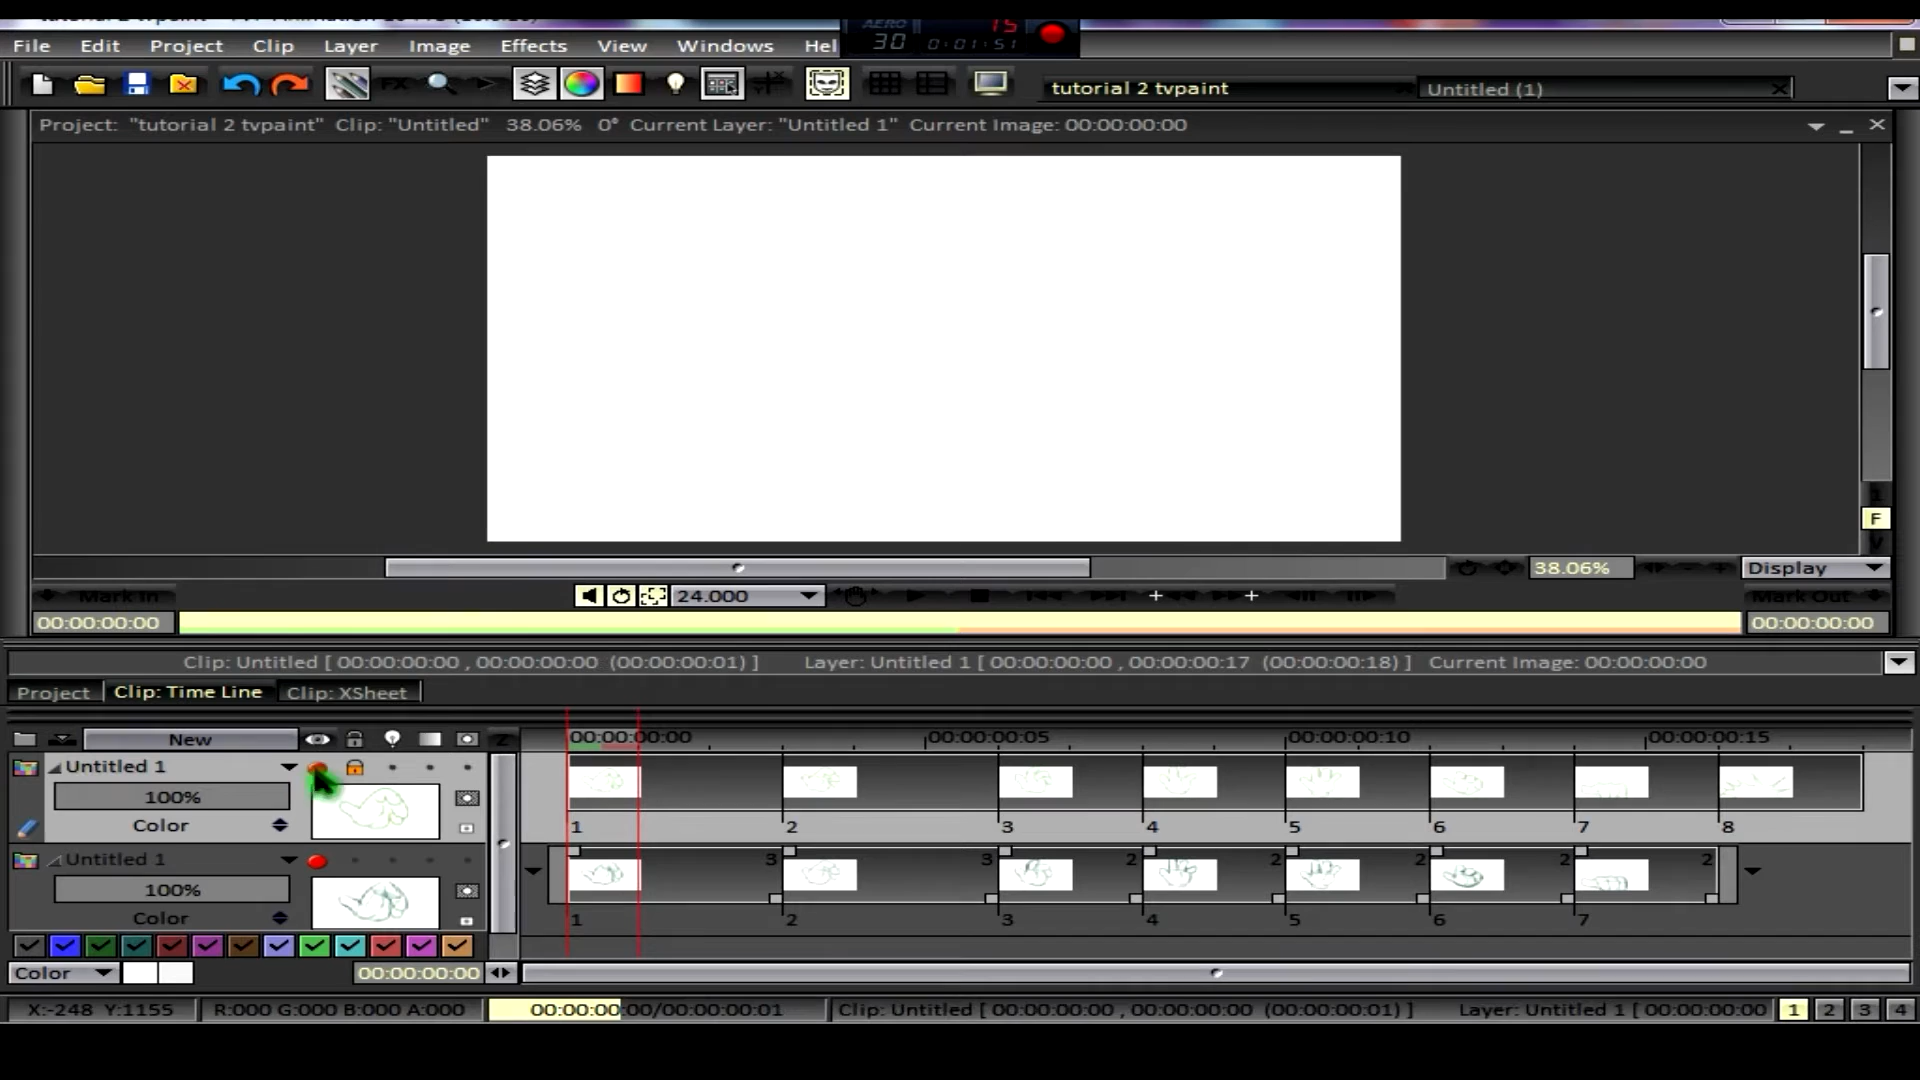 AERO 15
30 0:01:51
File Edit Project Clip Layer Image Effects View Windows Hel
FX tutorial 2 tvpaint Untitled (1)
Project: "tutorial 2 tvpaint" Clip: "Untitled" 38.06% 0° Current Layer: "Untitled 1" Current Image: 00:00:00:00
1
F
V
38.06% Display
Mark In 24.000 Mark Out
00:00:00:00 00:00:00:00
Clip: Untitled [ 00:00:00:00 , 00:00:00:00 (00:00:00:01) ] Layer: Untitled 1 [ 00:00:00:00 , 00:00:00:17 (00:00:00:18) ] Current Image: 00:00:00:00
Project Clip: Time Line Clip: XSheet
New Z 00:00:00:00 00:00:00:05 00:00:00:10 00:00:00:15
Untitled 1
100%
Color 1 2 3 4 5 6 7 8
Untitled 1 3 3 2 2 2 2 2
100%
Color 1 2 3 4 5 6 7
Color 00:00:00:00
X:-248 Y:1155 R:000 G:000 B:000 A:000 00:00:00:00/00:00:00:01 Clip: Untitled [ 00:00:00:00 , 00:00:00:00 (00:00:00:01) ] Layer: Untitled 1 [ 00:00:00:00 1 2 3 4